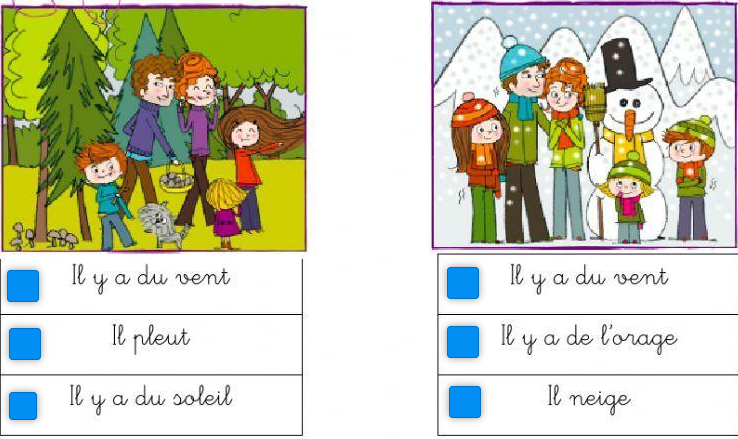 Il y a du vent
Il pleut
Il y a du soleil
Il y a du vent
Il y a de l'orage
Il neige